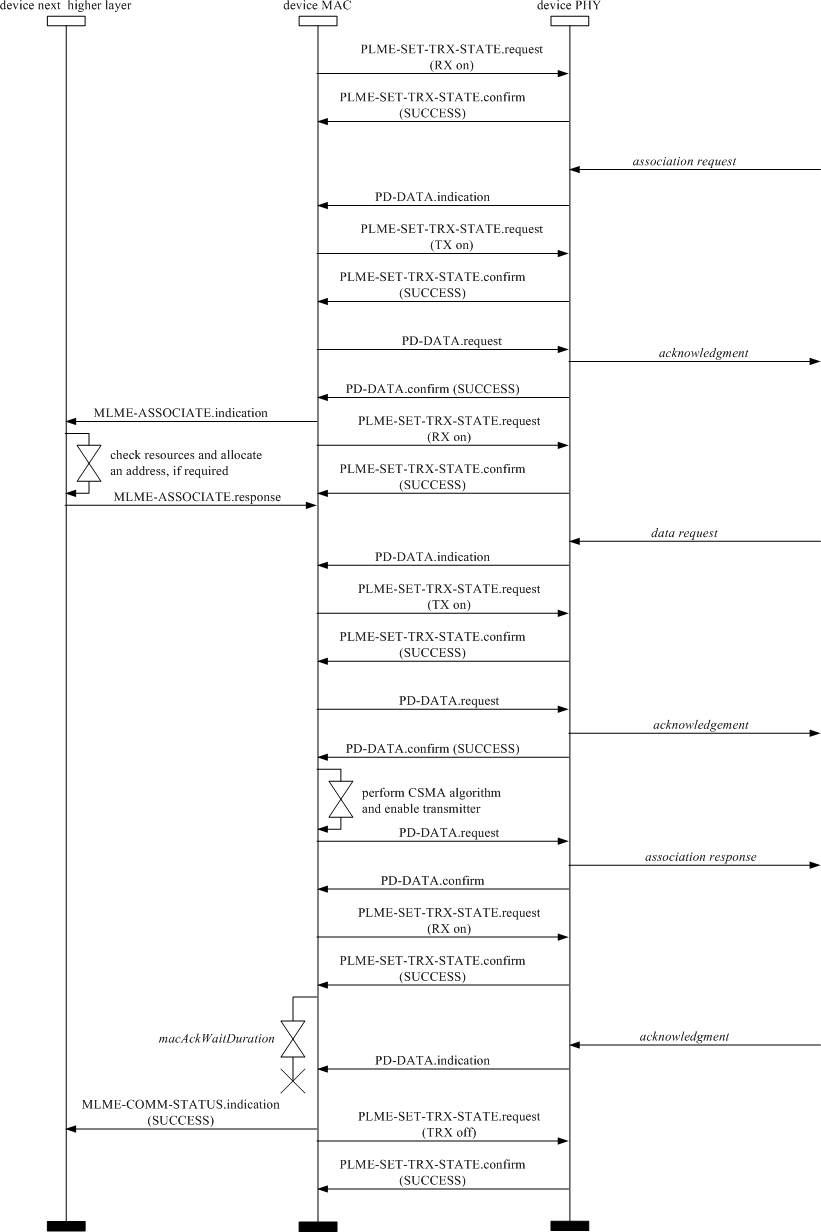 device next higher layer
device MAC
device PHY
PLME-SET-TRX-STATE.request
(RX on)
PLME-SET-TRX-STATE.confirm
(SUCCESS)
association request
PD-DATA.indication
PLME-SET-TRX-STATE.request
(TX on)
PLME-SET-TRX-STATE.confirm
(SUCCESS)
PD-DATA.request
acknowledgment
PD-DATA.confirm (SUCCESS)
MLME-ASSOCIATE.indication
PLME-SET-TRX-STATE.request
(RX on)
check resources and allocate
an address, if required
PLME-SET-TRX-STATE.confirm
(SUCCESS)
MLME-ASSOCIATE.response
data request
PD-DATA.indication
PLME-SET-TRX-STATE.request
(TX on)
PLME-SET-TRX-STATE.confirm
(SUCCESS)
PD-DATA.request
acknowledgement
PD-DATA.confirm (SUCCESS)
perform CSMA algorithm
and enable transmitter
PD-DATA.request
association response
PD-DATA.confirm
PLME-SET-TRX-STATE.request
(RX on)
PLME-SET-TRX-STATE.confirm
(SUCCESS)
macAckWaitDuration
acknowledgment
PD-DATA.indication
MLME-COMM-STATUS.indication
(SUCCESS)
PLME-SET-TRX-STATE.request
(TRX off)
PLME-SET-TRX-STATE.confirm
(SUCCESS)